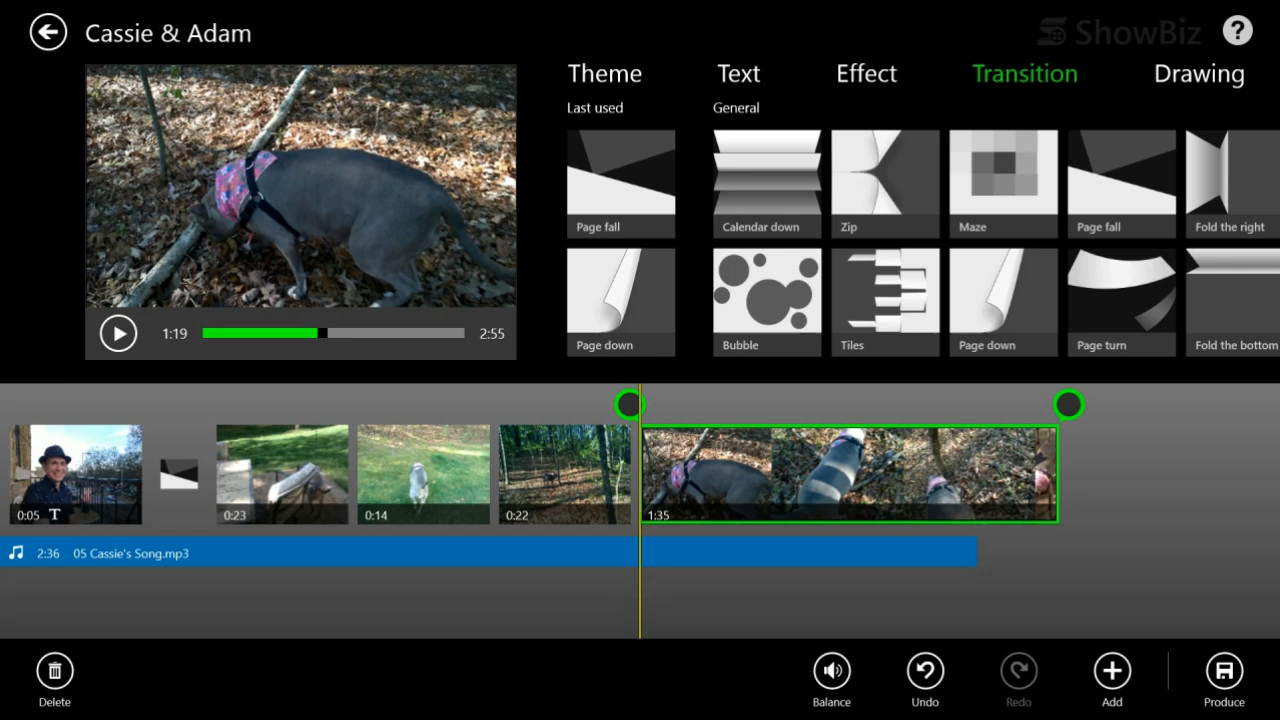 Cassie & Adam
ShowBiz
?
Theme Text Effect Transition Drawing
Last used General
Page fall Calendar down Zip Maze Page fall Fold the right
Page down Bubble Tiles Page down Page turn Fold the bottom
1:19 2:55
0:05 T 0:23 0:14 0:22 1:35
2:36 05 Cassie's Song.mp3
Delete Balance Undo Redo Add Produce